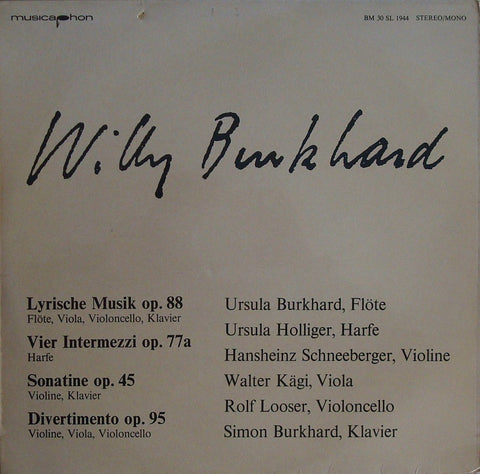 musicaphon
BM 30 SL 1944 STEREO/MONO
Willy Burkhard
Lyrische Musik op. 88
Flöte, Viola, Violoncello, Klavier
Vier Intermezzi op. 77a
Harfe
Sonatine op. 45
Violine, Klavier
Divertimento op. 95
Violine, Viola, Violoncello
Ursula Burkhard, Flöte
Ursula Holliger, Harfe
Hansheinz Schneeberger, Violine
Walter Kägi, Viola
Rolf Looser, Violoncello
Simon Burkhard, Klavier